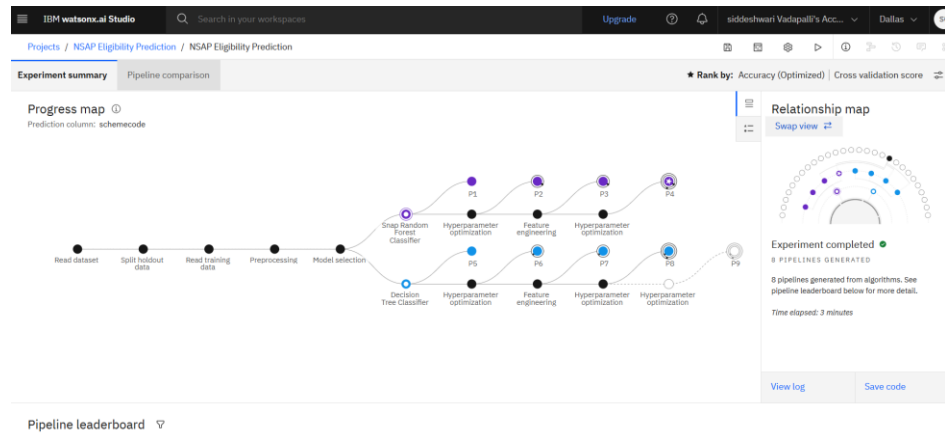 IBM watsonx.ai Studio
Search in your workspaces
Upgrade
siddeshwari Vadapalli's Acc...
Dallas
Projects / NSAP Eligibility Prediction / NSAP Eligibility Prediction
Experiment summary
Pipeline comparison
★ Rank by: Accuracy (Optimized) | Cross validation score
Progress map
Prediction column: schemecode
Relationship map
Swap view
P1
P2
P3
P4
Snap Random
Forest
Classifier
Hyperparameter
optimization
Feature
engineering
Hyperparameter
optimization
Read dataset
Split holdout
data
Read training
data
Preprocessing
Model selection
P5
P6
P7
P8
P9
Decision
Tree Classifier
Hyperparameter
optimization
Feature
engineering
Hyperparameter
optimization
Hyperparameter
optimization
Experiment completed
8 PIPELINES GENERATED
8 pipelines generated from algorithms. See
pipeline leaderboard below for more detail.
Time elapsed: 3 minutes
View log
Save code
Pipeline leaderboard